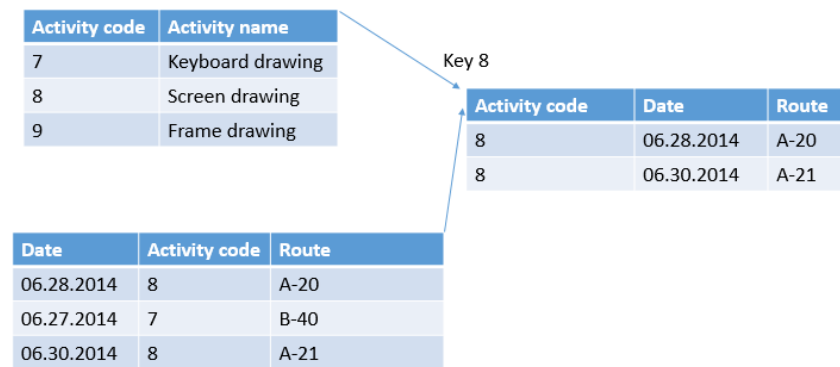 Activity code Activity name
7 Keyboard drawing
8 Screen drawing
9 Frame drawing
Key 8
Activity code Date Route
8 06.28.2014 A-20
8 06.30.2014 A-21
Date Activity code Route
06.28.2014 8 A-20
06.27.2014 7 B-40
06.30.2014 8 A-21